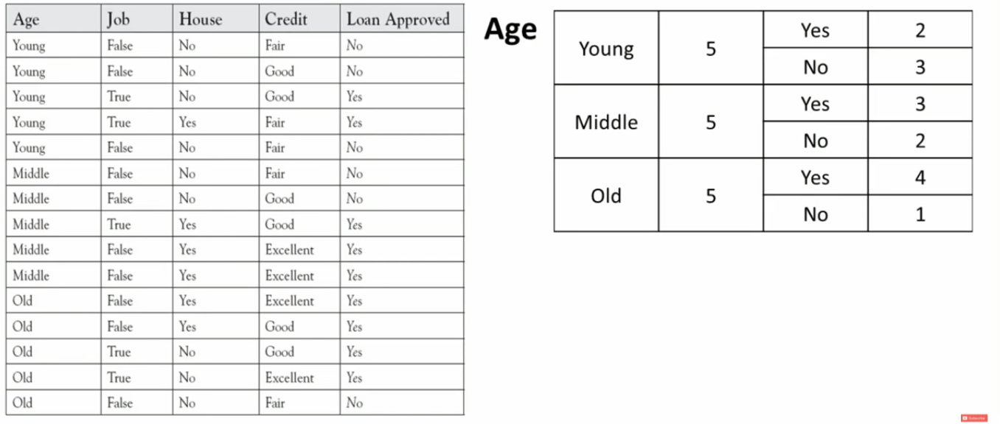 Age Job House Credit Loan Approved
Young False No Fair No
Young False No Good No
Young True No Good Yes
Young True Yes Fair Yes
Young False No Fair No
Middle False No Fair No
Middle False No Good No
Middle True Yes Good Yes
Middle False Yes Excellent Yes
Middle False Yes Excellent Yes
Old False Yes Excellent Yes
Old False Yes Good Yes
Old True No Good Yes
Old True No Excellent Yes
Old False No Fair No
Age
Young 5 Yes 2
No 3
Middle 5 Yes 3
No 2
Old 5 Yes 4
No 1